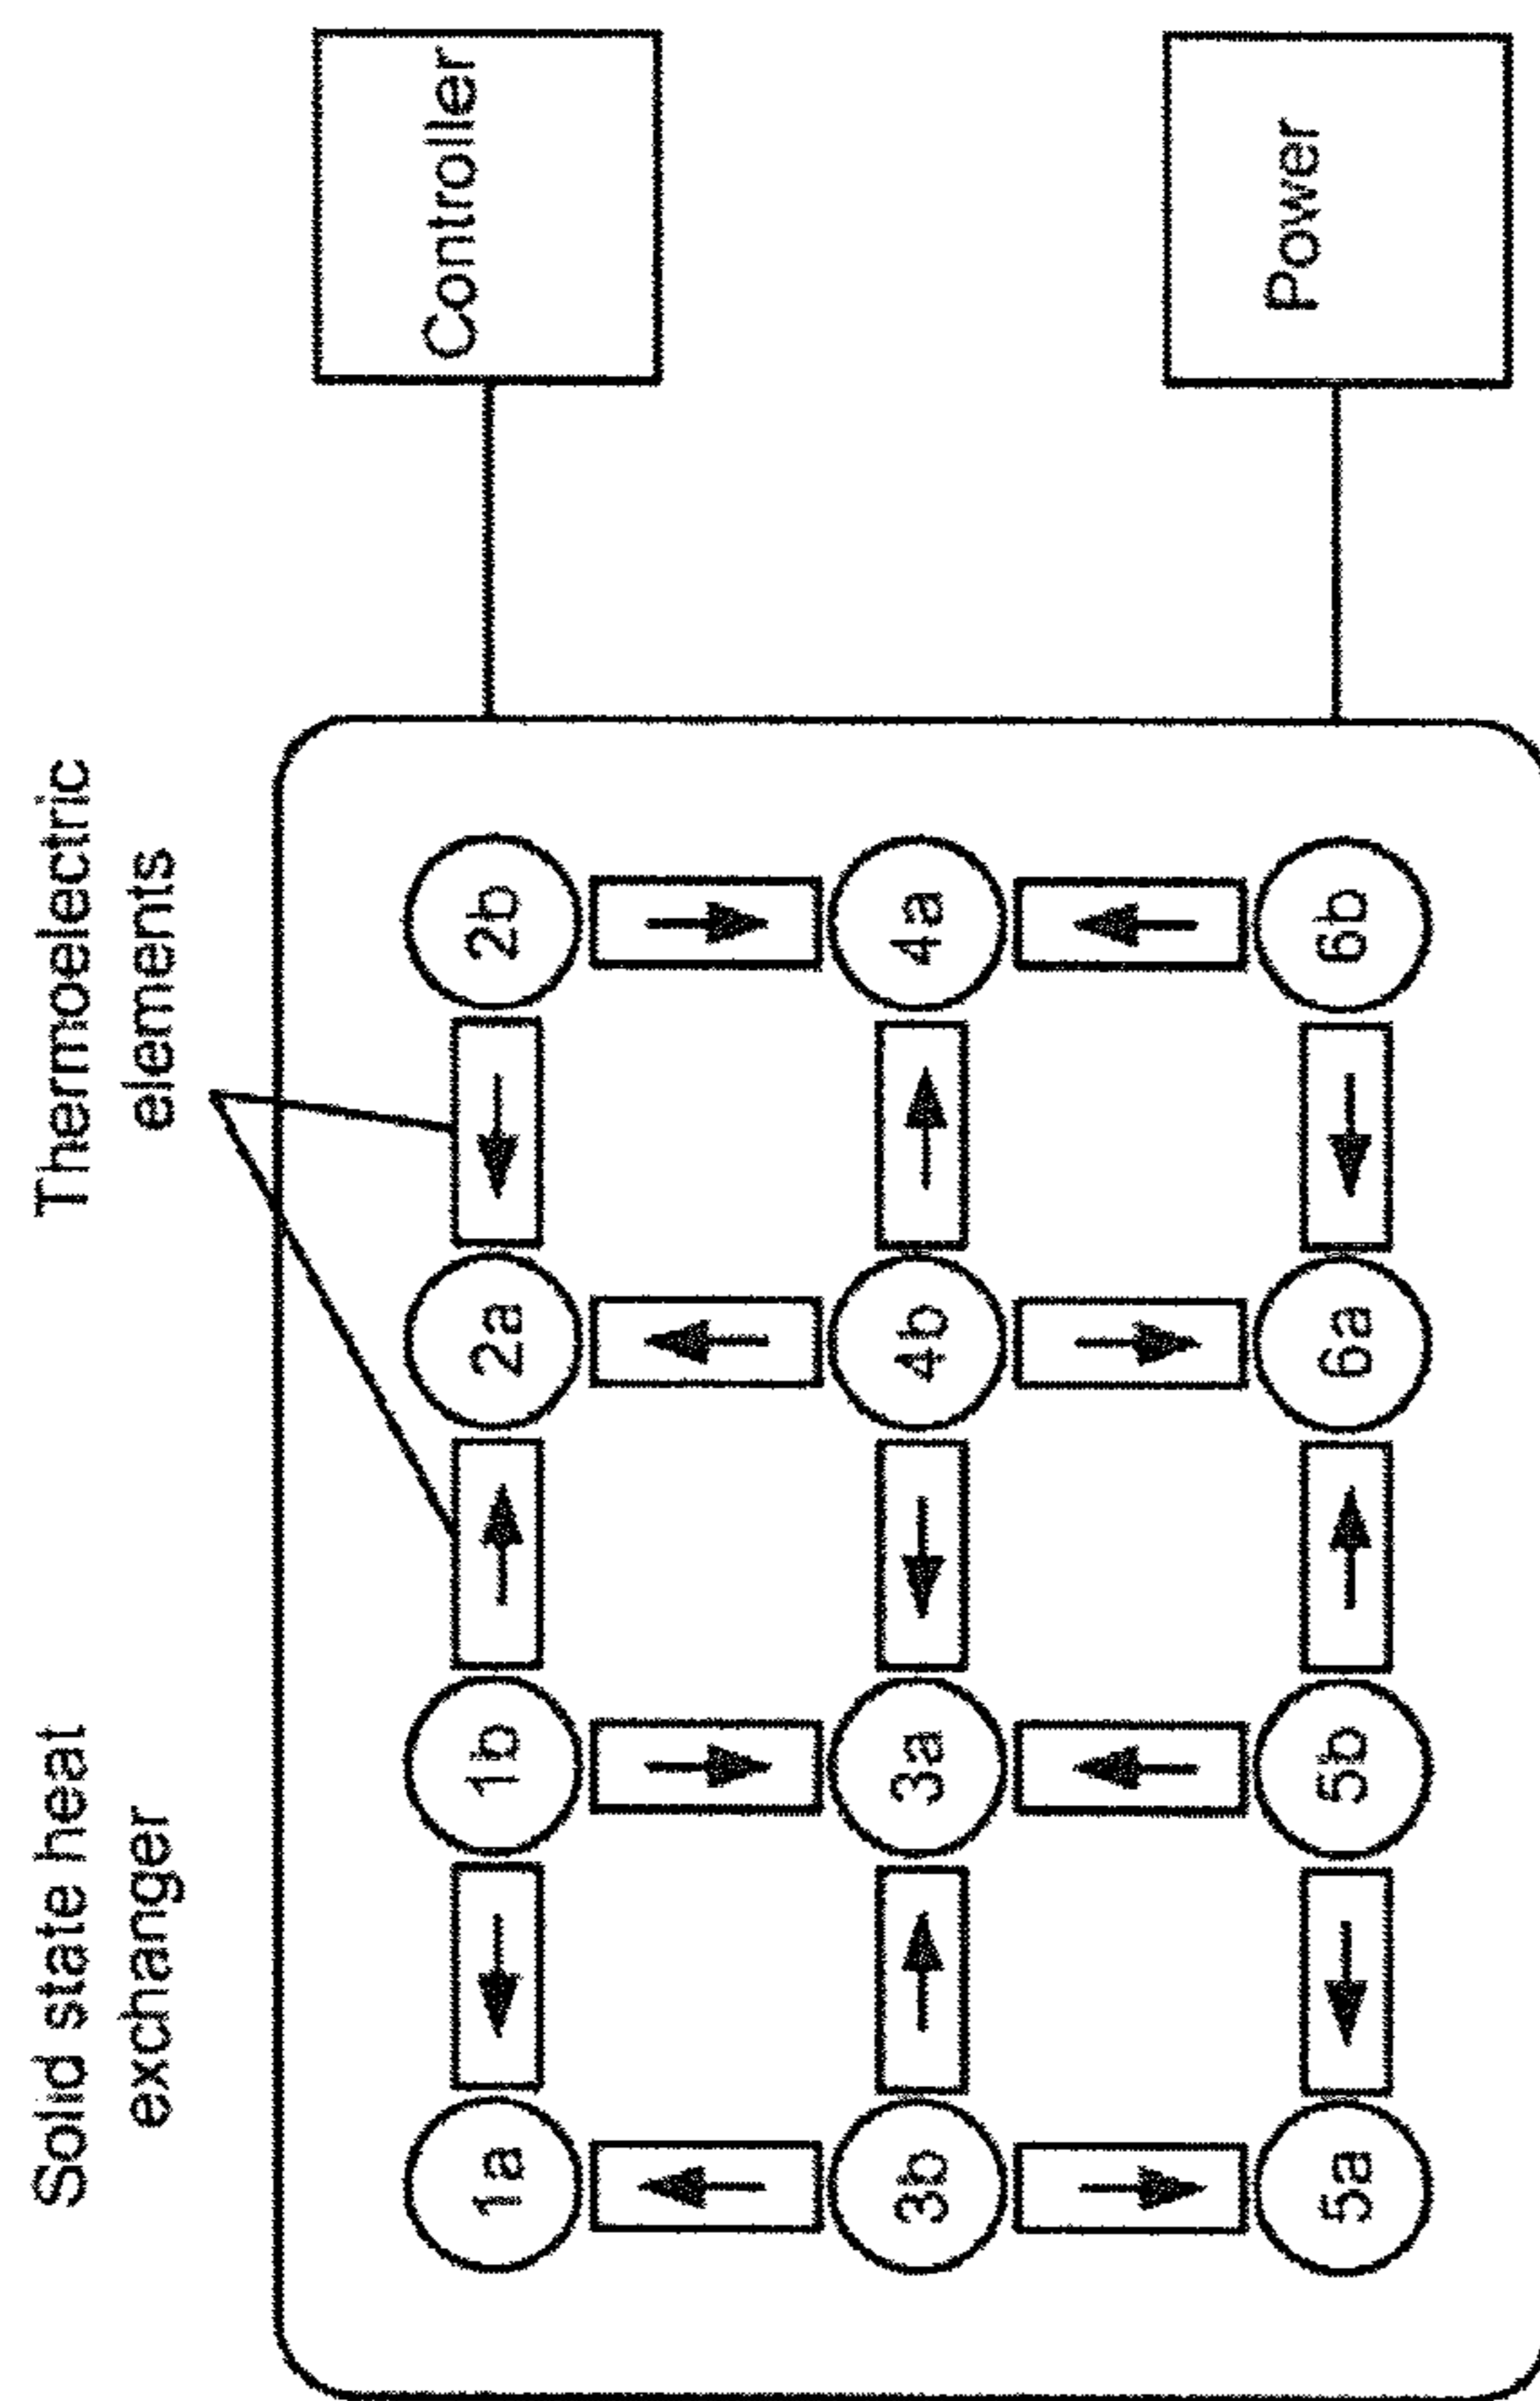 Solid state heat
exchanger
Thermoelectric
elements
1a
1b
2a
2b
Controller
3b
3a
4b
4a
5a
5b
6a
6b
Power